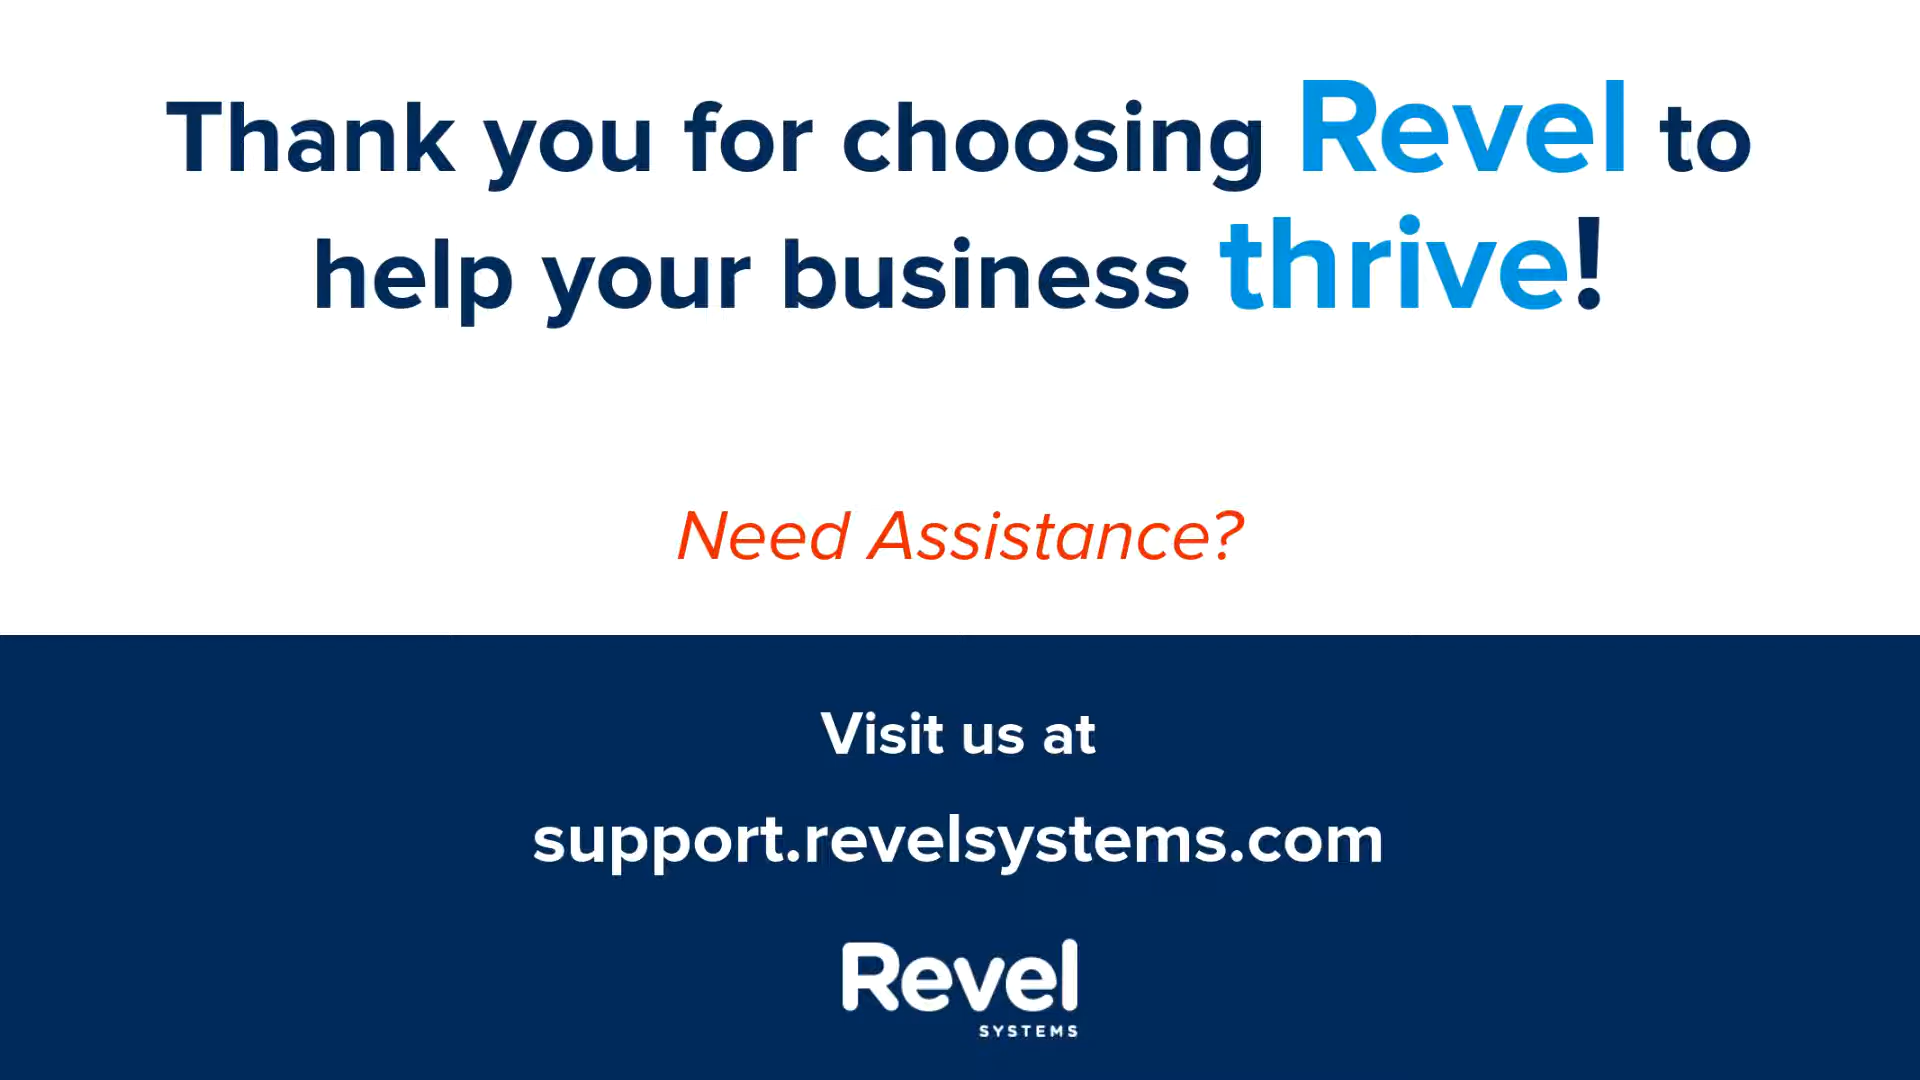 Thank you for choosing Revel to
help your business thrive!
Need Assistance?
Visit us at
support.revelsystems.com
Revel
SYSTEMS